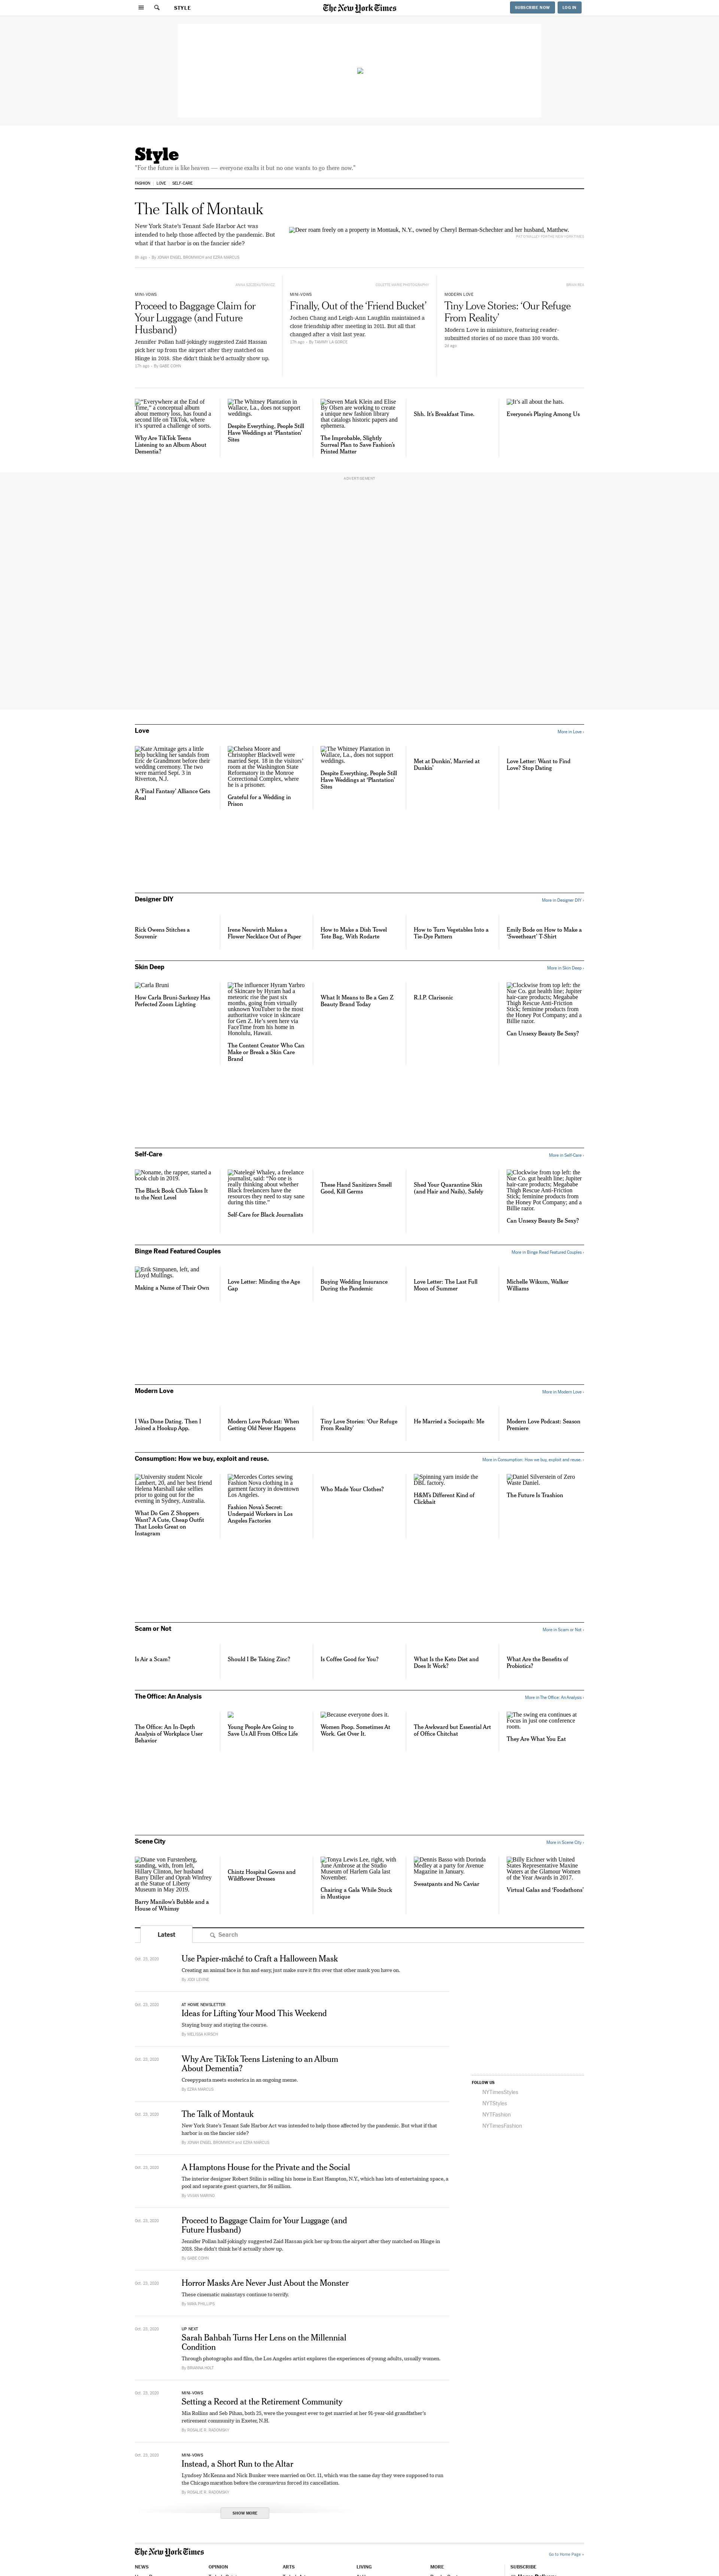 STYLE
The New York Times
SUBSCRIBE NOW
LOG IN
Style
"For the future is like heaven — everyone exalts it but no one wants to go there now."
FASHION
LOVE
SELF-CARE
The Talk of Montauk
New York State's Tenant Safe Harbor Act was
intended to help those affected by the pandemic. But
what if that harbor is on the fancier side?
By JONAH ENGEL BROMWICH and EZRA MARCUS
Deer roam freely on a property in Montauk, N.Y., owned by Cheryl Berman-Schechter and her husband, Matthew.
MINI-VOWS
Proceed to Baggage Claim for
Your Luggage (and Future
Husband)
Jennifer Pollan half-jokingly suggested Zaid Hassan
pick her up from the airport after they matched on
Hinge in 2018. She didn't think he'd actually show up.
17h ago · By GABE COHN
COLETTE MARIE PHOTOGRAPHY
MINI-VOWS
Finally, Out of the 'Friend Bucket'
Jochen Chang and Leigh-Ann Laughlin maintained a
close friendship after meeting in 2011. But all that
changed after a visit last year.
17h ago · By TAMMY LA GORCE
BRIAN REA
MODERN LOVE
Tiny Love Stories: 'Our Refuge
From Reality'
Modern Love in miniature, featuring reader-
submitted stories of no more than 100 words.
"Everywhere at the End of
Time," a conceptual album
about memory loss, has found a
second life on TikTok, where
it's spurred a challenge of sorts.
Why Are TikTok Teens
Listening to an Album About
Dementia?
The Whitney Plantation in
Wallace, La., does not support
weddings.
Despite Everything, People Still
Have Weddings at 'Plantation'
Sites
Steven Mark Klein and Elise
By Olsen are working to create
a unique new fashion library
that catalogs historic papers and
ephemera.
The Improbable, Slightly
Surreal Plan to Save Fashion's
Printed Matter
Shh. It's Breakfast Time.
It's all about the hats.
Everyone's Playing Among Us
ADVERTISEMENT
Love
More in Love ›
Kate Armitage gets a little
help buckling her sandals from
Eric de Grandmont before their
wedding ceremony. The two
were married Sept. 3 in
Riverton, N.J.
A 'Final Fantasy' Alliance Gets
Real
Chelsea Moore and
Christopher Blackwell were
married Sept. 18 in the visitors'
room at the Washington State
Reformatory in the Monroe
Correctional Complex, where
he is a prisoner.
Grateful for a Wedding in
Prison
The Whitney Plantation in
Wallace, La., does not support
weddings.
Despite Everything, People Still
Have Weddings at 'Plantation'
Sites
Met at Dunkin', Married at
Dunkin'
Love Letter: Want to Find
Love? Stop Dating
Designer DIY
More in Designer DIY ›
Rick Owens Stitches a
Souvenir
Irene Neuwirth Makes a
Flower Necklace Out of Paper
How to Make a Dish Towel
Tote Bag, With Rodarte
How to Turn Vegetables Into a
Tie-Dye Pattern
Emily Bode on How to Make a
'Sweetheart' T-Shirt
Skin Deep
More in Skin Deep ›
Carla Bruni
How Carla Bruni-Sarkozy Has
Perfected Zoom Lighting
The influencer Hyram Yarbro
of Skincare by Hyram had a
meteoric rise the past six
months, going from virtually
unknown YouTuber to the most
authoritative voice in skincare
for Gen Z. He's seen here via
FaceTime from his home in
Honolulu, Hawaii.
The Content Creator Who Can
Make or Break a Skin Care
Brand
What It Means to Be a Gen Z
Beauty Brand Today
R.I.P. Clarisonic
Clockwise from top left: the
Nue Co. gut health line; Jupiter
hair-care products; Megababe
Thigh Rescue Anti-Friction
Stick; feminine products from
the Honey Pot Company; and a
Billie razor.
Can Unsexy Beauty Be Sexy?
Self-Care
More in Self-Care ›
Noname, the rapper, started a
book club in 2019.
The Black Book Club Takes It
to the Next Level
Natelegé Whaley, a freelance
journalist, said: "No one is
really thinking about whether
Black freelancers have the
resources they need to stay sane
during this time."
Self-Care for Black Journalists
These Hand Sanitizers Smell
Good, Kill Germs
Shed Your Quarantine Skin
(and Hair and Nails), Safely
Clockwise from top left: the
Nue Co. gut health line; Jupiter
hair-care products; Megababe
Thigh Rescue Anti-Friction
Stick; feminine products from
the Honey Pot Company; and a
Billie razor.
Can Unsexy Beauty Be Sexy?
Binge Read Featured Couples
More in Binge Read Featured Couples ›
Erik Simpanen, left, and
Lloyd Mullings.
Making a Name of Their Own
Love Letter: Minding the Age
Gap
Buying Wedding Insurance
During the Pandemic
Love Letter: The Last Full
Moon of Summer
Michelle Wikum, Walker
Williams
Modern Love
More in Modern Love ›
I Was Done Dating. Then I
Joined a Hookup App.
Modern Love Podcast: When
Getting Old Never Happens
Tiny Love Stories: 'Our Refuge
From Reality'
He Married a Sociopath: Me
Modern Love Podcast: Season
Premiere
Consumption: How we buy, exploit and reuse.
More in Consumption: How we buy, exploit and reuse. ›
University student Nicole
Lambert, 20, and her best friend
Helena Marshall take selfies
prior to going out for the
evening in Sydney, Australia.
What Do Gen Z Shoppers
Want? A Cute, Cheap Outfit
That Looks Great on
Instagram
Mercedes Cortes sewing
Fashion Nova clothing in a
garment factory in downtown
Los Angeles.
Fashion Nova's Secret:
Underpaid Workers in Los
Angeles Factories
Who Made Your Clothes?
Spinning yarn inside the
DBL factory.
H&M's Different Kind of
Clickbait
Daniel Silverstein of Zero
Waste Daniel.
The Future Is Trashion
Scam or Not
More in Scam or Not ›
Is Air a Scam?
Should I Be Taking Zinc?
Is Coffee Good for You?
What Is the Keto Diet and
Does It Work?
What Are the Benefits of
Probiotics?
The Office: An Analysis
More in The Office: An Analysis ›
The Office: An In-Depth
Analysis of Workplace User
Behavior
Young People Are Going to
Save Us All From Office Life
Because everyone does it.
Women Poop. Sometimes At
Work. Get Over It.
The Awkward but Essential Art
of Office Chitchat
The swing era continues at
Focus in just one conference
room.
They Are What You Eat
Scene City
More in Scene City ›
Diane von Furstenberg,
standing, with, from left,
Hillary Clinton, her husband
Barry Diller and Oprah Winfrey
at the Statue of Liberty
Museum in May 2019.
Barry Manilow's Bubble and a
House of Whimsy
Chintz Hospital Gowns and
Wildflower Dresses
Tonya Lewis Lee, right, with
June Ambrose at the Studio
Museum of Harlem Gala last
November.
Chairing a Gala While Stuck
in Mustique
Dennis Basso with Dorinda
Medley at a party for Avenue
Magazine in January.
Sweatpants and No Caviar
Billy Eichner with United
States Representative Maxine
Waters at the Glamour Women
of the Year Awards in 2017.
Virtual Galas and 'Foodathons'
Latest
Search
Oct. 23, 2020
Use Papier-mâché to Craft a Halloween Mask
Creating an animal face is fun and easy, just make sure it fits over that other mask you have on.
By JODI LEVINE
Oct. 23, 2020
AT HOME NEWSLETTER
Ideas for Lifting Your Mood This Weekend
Staying busy and staying the course.
By MELISSA KIRSCH
Oct. 23, 2020
Why Are TikTok Teens Listening to an Album
About Dementia?
Creepypasta meets esoterica in an ongoing meme.
By EZRA MARCUS
Oct. 23, 2020
The Talk of Montauk
New York State's Tenant Safe Harbor Act was intended to help those affected by the pandemic. But what if that
harbor is on the fancier side?
By JONAH ENGEL BROMWICH and EZRA MARCUS
Oct. 23, 2020
A Hamptons House for the Private and the Social
The interior designer Robert Stilin is selling his home in East Hampton, N.Y., which has lots of entertaining space, a
pool and separate guest quarters, for $6 million.
By VIVIAN MARINO
Oct. 23, 2020
Proceed to Baggage Claim for Your Luggage (and
Future Husband)
Jennifer Pollan half-jokingly suggested Zaid Hassan pick her up from the airport after they matched on Hinge in
2018. She didn't think he'd actually show up.
By GABE COHN
Oct. 23, 2020
Horror Masks Are Never Just About the Monster
These cinematic mainstays continue to terrify.
By MAYA PHILLIPS
Oct. 23, 2020
UP NEXT
Sarah Bahbah Turns Her Lens on the Millennial
Condition
Through photographs and film, the Los Angeles artist explores the experiences of young adults, usually women.
By BRIANNA HOLT
Oct. 23, 2020
MINI-VOWS
Setting a Record at the Retirement Community
Mia Rollins and Seb Pihan, both 25, were the youngest ever to get married at her 91-year-old grandfather's
retirement community in Exeter, N.H.
By ROSALIE R. RADOMSKY
Oct. 23, 2020
MINI-VOWS
Instead, a Short Run to the Altar
Lyndsey McKenna and Nick Bunker were married on Oct. 11, which was the same day they were supposed to run
the Chicago marathon before the coronavirus forced its cancellation.
By ROSALIE R. RADOMSKY
SHOW MORE
FOLLOW US
NYTimesStyles
NYTStyles
NYTFashion
NYTimesFashion
The New York Times
Go to Home Page »
NEWS
OPINION
ARTS
LIVING
MORE
SUBSCRIBE